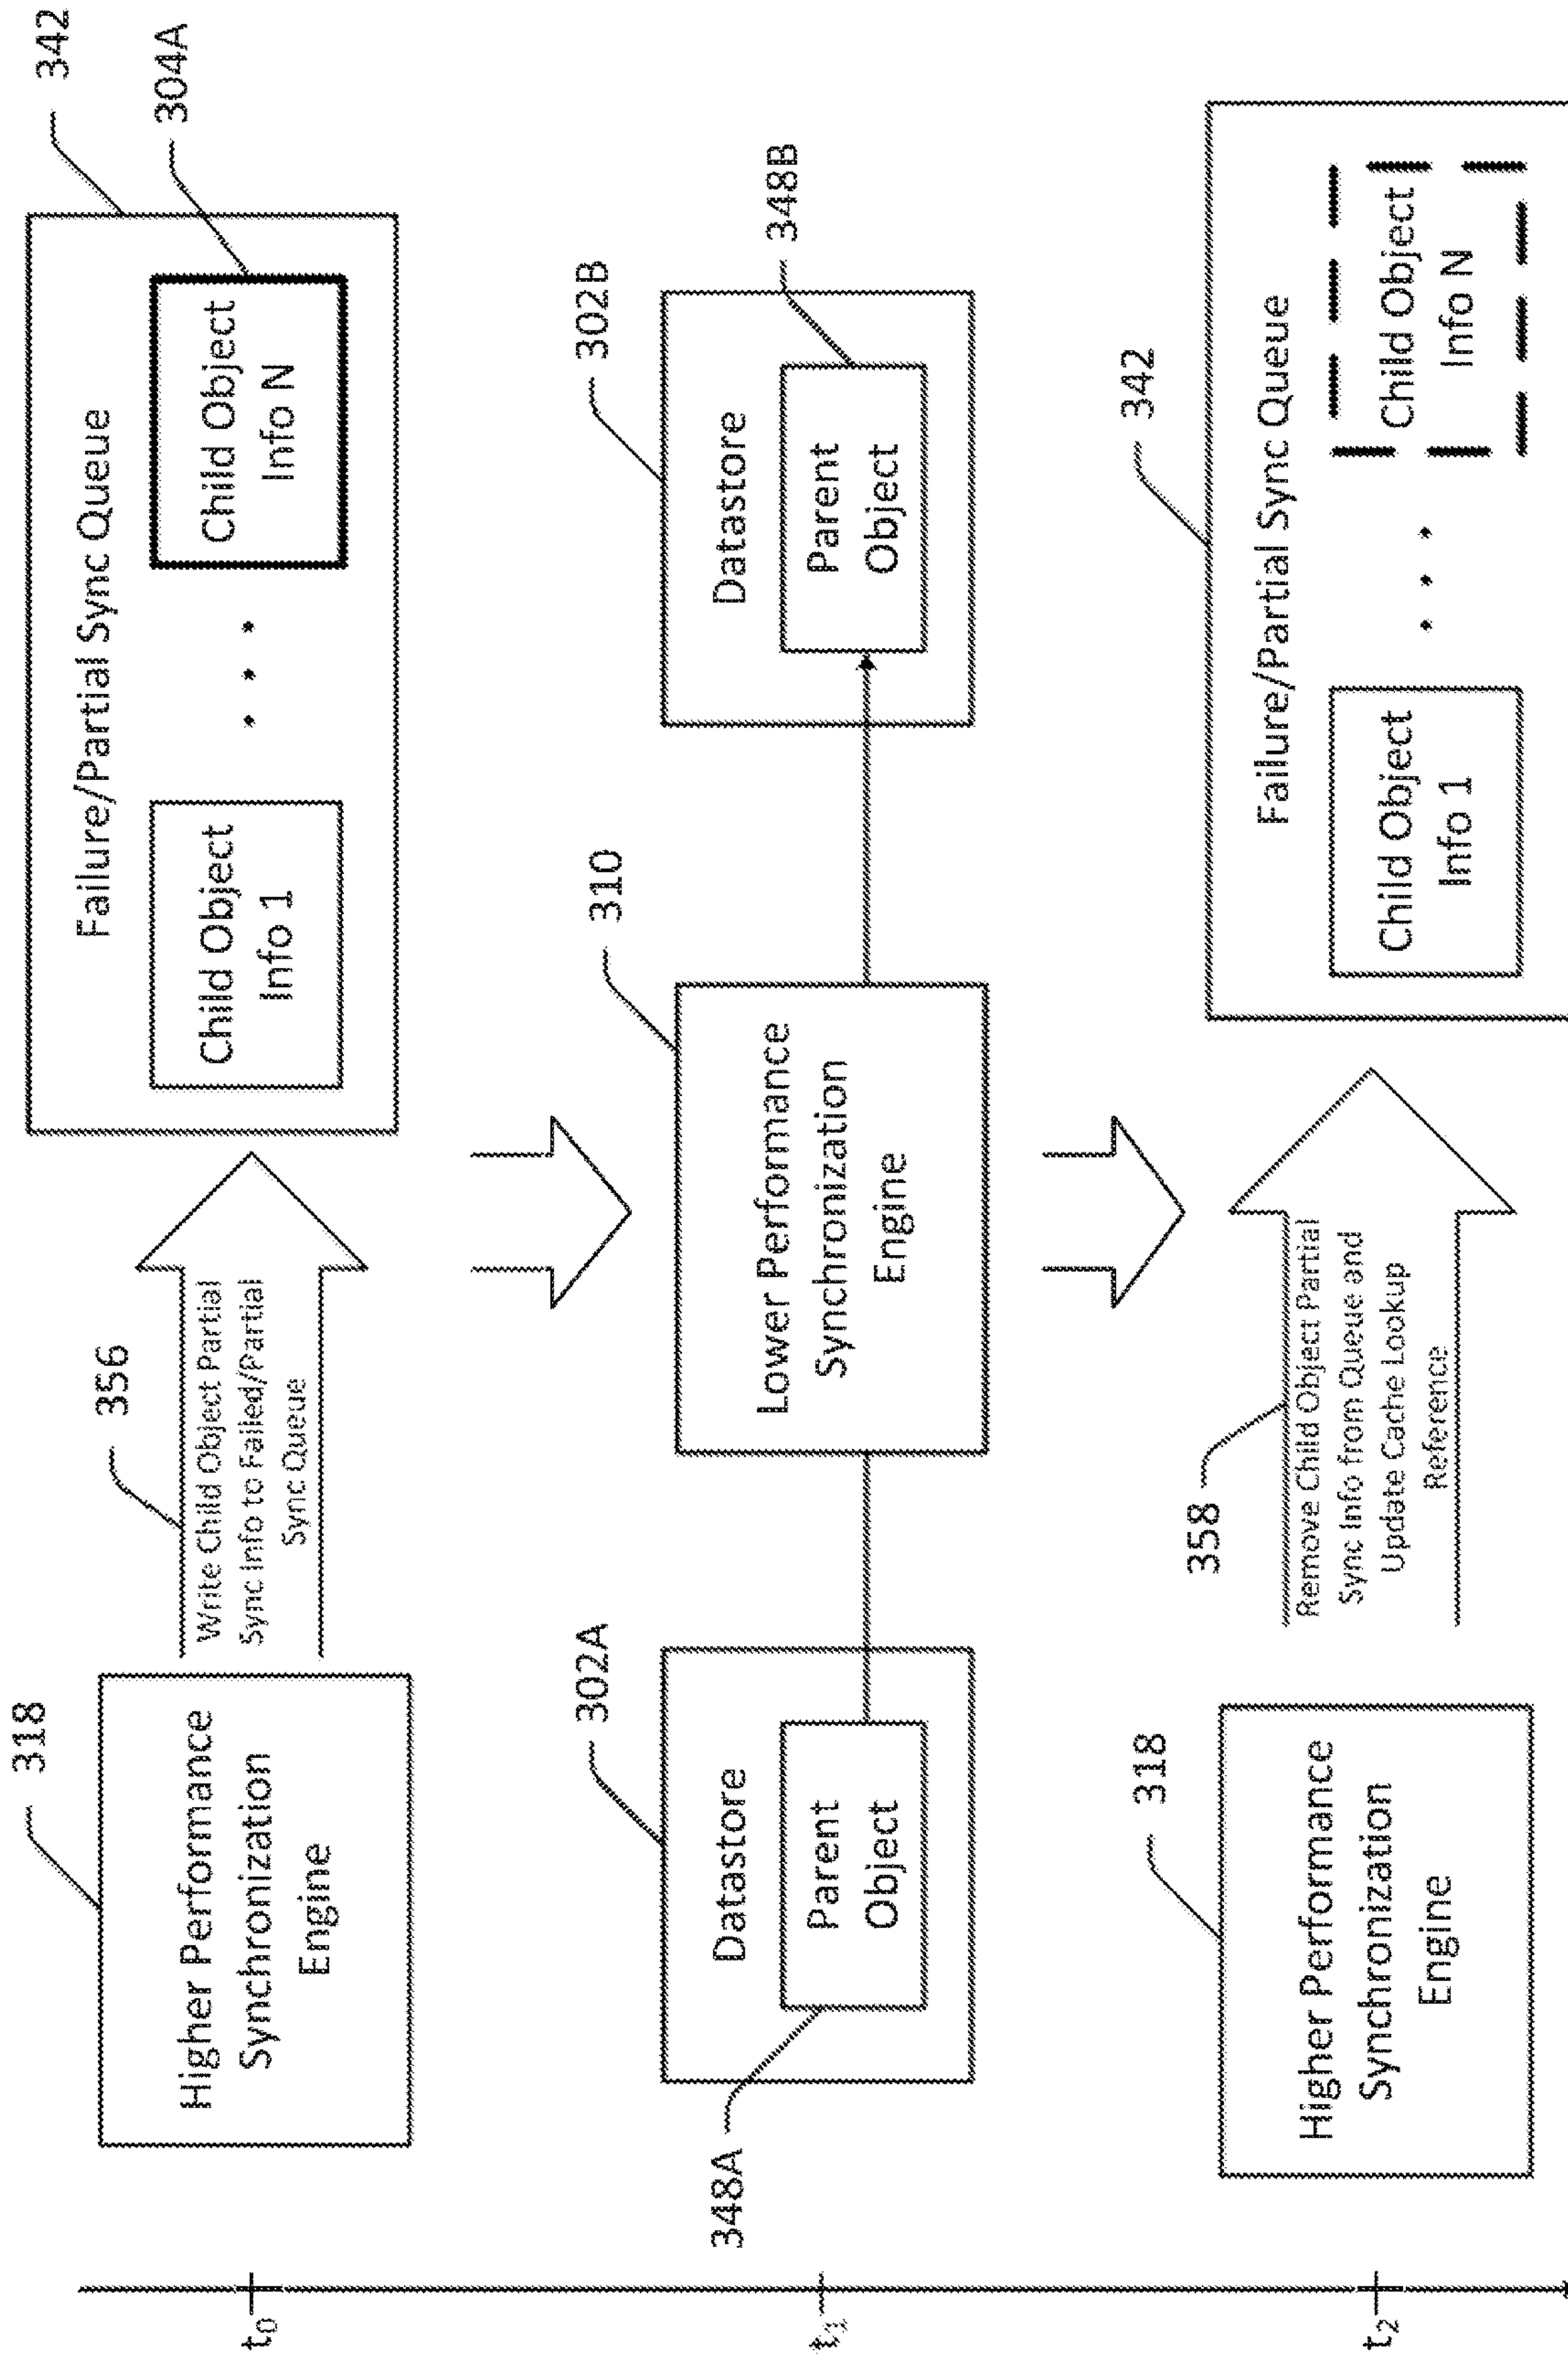 342
304A
Failure/Partial Sync Queue
Child Object
Info 1
• • •
Child Object
Info N
356
Write Child Object Partial
Sync Info to Failed/Partial
Sync Queue
318
Higher Performance
Synchronization
Engine
t0
302A
Datastore
Parent
Object
348A
310
Lower Performance
Synchronization
Engine
302B
Datastore
Parent
Object
348B
t1
318
Higher Performance
Synchronization
Engine
358
Remove Child Object Partial
Sync Info from Queue and
Update Cache Lookup
Reference
342
Failure/Partial Sync Queue
Child Object
Info 1
• • •
Child Object
Info N
t2